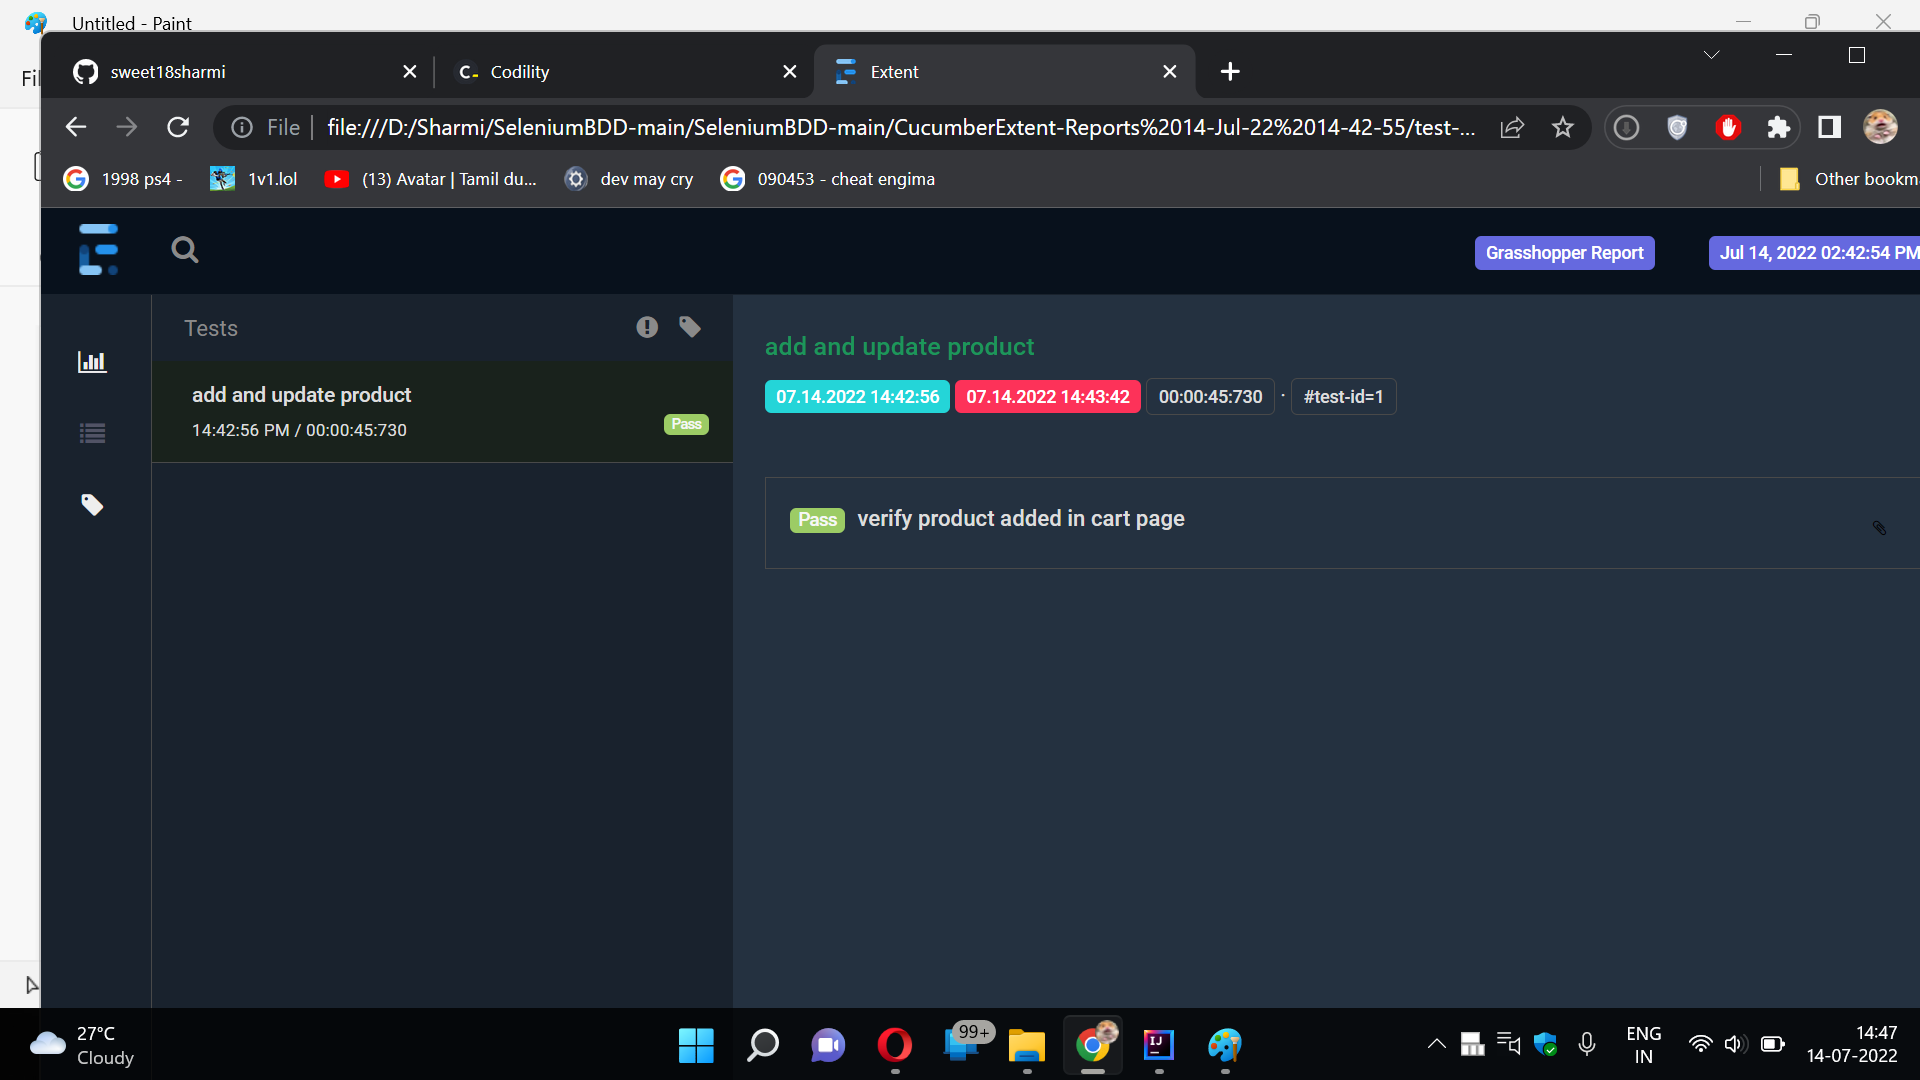 Untitled - Paint
Fil
sweet18sharmi
Codility
Extent
File
file:///D:/Sharmi/SeleniumBDD-main/SeleniumBDD-main/CucumberExtent-Reports%2014-Jul-22%2014-42-55/test-...
1998 ps4 -
1v1.lol
(13) Avatar | Tamil du...
dev may cry
090453 - cheat engima
Other bookma
Grasshopper Report
Jul 14, 2022 02:42:54 PM
Tests
add and update product
14:42:56 PM / 00:00:45:730
Pass
add and update product
07.14.2022 14:42:56
07.14.2022 14:43:42
00:00:45:730
·
#test-id=1
Pass
verify product added in cart page
27°C
Cloudy
99+
IJ
ENG
IN
14:47
14-07-2022